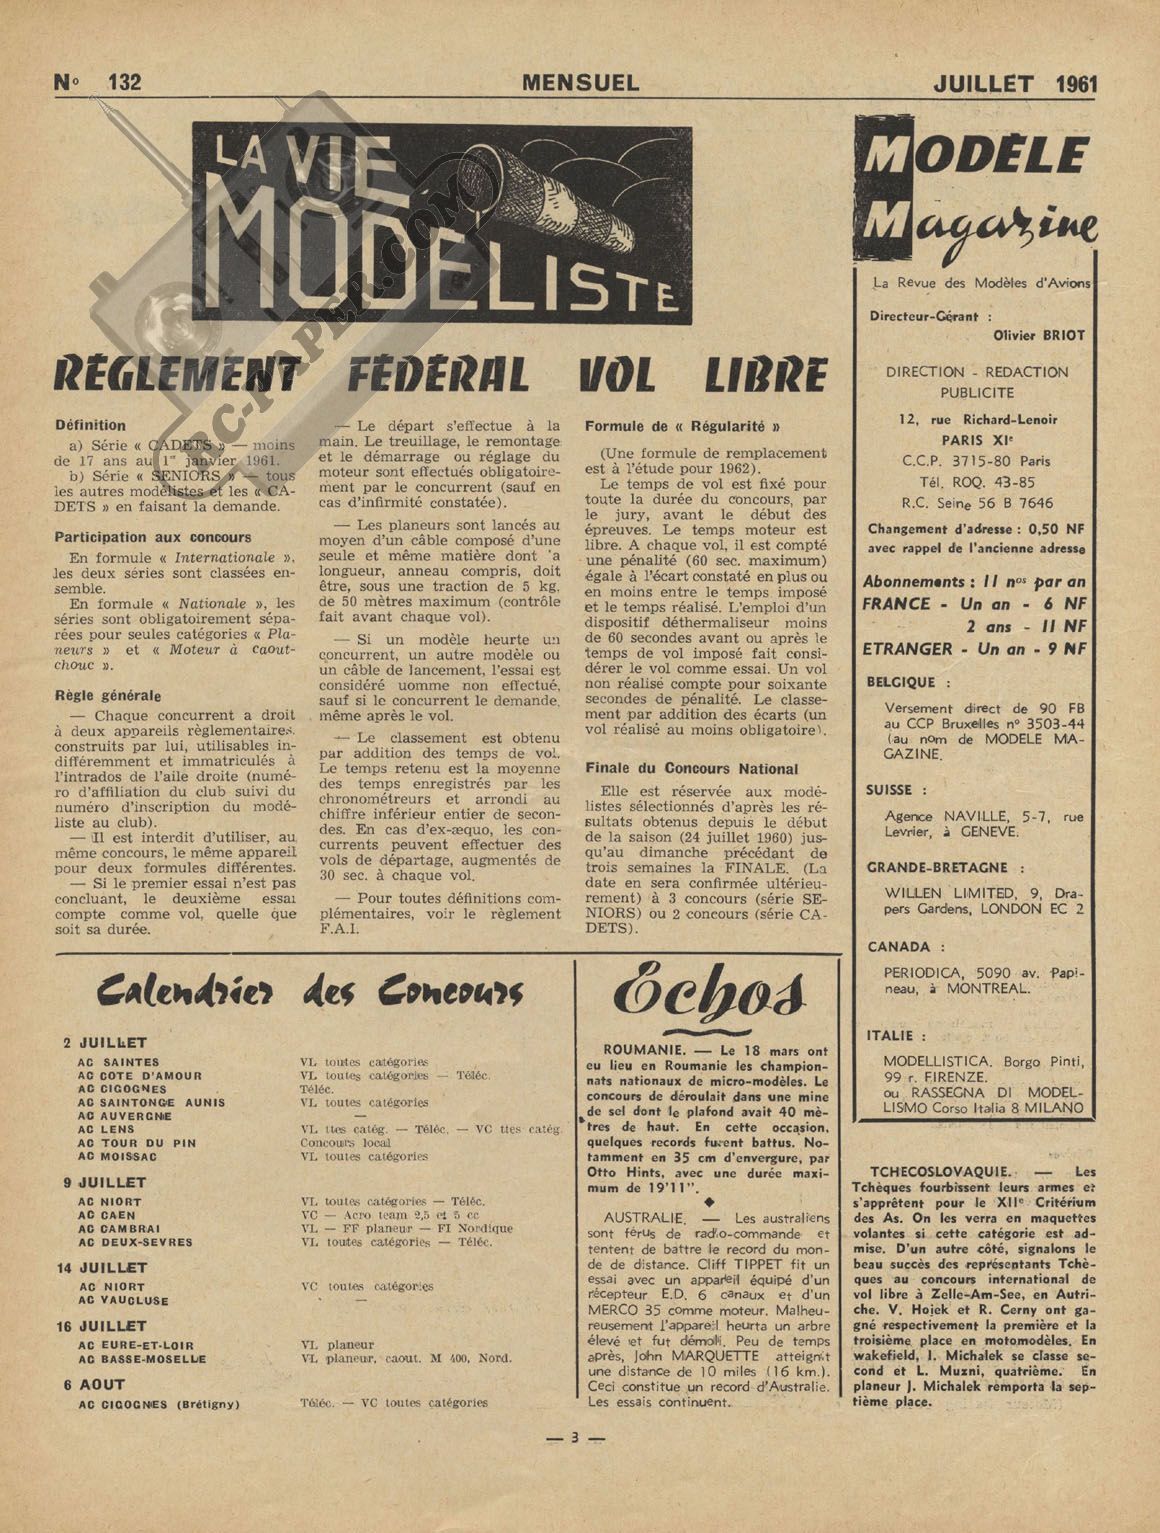 N° 132 MENSUEL JUILLET 1961
LA VIE
MODELISTE
RÈGLEMENT FÉDÉRAL VOL LIBRE
Définition
a) Série « CADETS » — moins
de 17 ans au 1er janvier 1961.
b) Série « SENIORS » — tous
les autres modélistes et les « CA-
DETS » en faisant la demande.
Participation aux concours
En formule « Internationale »,
les deux séries sont classées en-
semble.
En formule « Nationale », les
séries sont obligatoirement sépa-
rées pour seules catégories « Pla-
neurs » et « Moteur à caout-
chouc ».
Règle générale
— Chaque concurrent a droit
à deux appareils règlementaires,
construits par lui, utilisables in-
différemment et immatriculés à
l'intrados de l'aile droite (numé-
ro d'affiliation du club suivi du
numéro d'inscription du modé-
liste au club).
— Il est interdit d'utiliser, au
même concours, le même appareil
pour deux formules différentes.
— Si le premier essai n'est pas
concluant, le deuxième essai
compte comme vol, quelle que
soit sa durée.
— Le départ s'effectue à la
main. Le treuillage, le remontage
et le démarrage ou réglage du
moteur sont effectués obligatoire-
ment par le concurrent (sauf en
cas d'infirmité constatée).
— Les planeurs sont lancés au
moyen d'un câble composé d'une
seule et même matière dont 'a
longueur, anneau compris, doit
être, sous une traction de 5 kg,
de 50 mètres maximum (contrôle
fait avant chaque vol).
— Si un modèle heurte un
concurrent, un autre modèle ou
un câble de lancement, l'essai est
considéré uomme non effectué,
sauf si le concurrent le demande,
même après le vol.
— Le classement est obtenu
par addition des temps de vol.
Le temps retenu est la moyenne
des temps enregistrés par les
chronométreurs et arrondi au
chiffre inférieur entier de secon-
des. En cas d'ex-æquo, les con-
currents peuvent effectuer des
vols de départage, augmentés de
30 sec. à chaque vol.
— Pour toutes définitions com-
plémentaires, voir le règlement
F.A.I.
Formule de « Régularité »
(Une formule de remplacement
est à l'étude pour 1962).
Le temps de vol est fixé pour
toute la durée du concours, par
le jury, avant le début des
épreuves. Le temps moteur est
libre. A chaque vol, il est compté
une pénalité (60 sec. maximum)
égale à l'écart constaté en plus ou
en moins entre le temps imposé
et le temps réalisé. L'emploi d'un
dispositif déthermaliseur moins
de 60 secondes avant ou après le
temps de vol imposé fait consi-
dérer le vol comme essai. Un vol
non réalisé compte pour soixante
secondes de pénalité. Le classe-
ment par addition des écarts (un
vol réalisé au moins obligatoire).
Finale du Concours National
Elle est réservée aux modé-
listes sélectionnés d'après les ré-
sultats obtenus depuis le début
de la saison (24 juillet 1960) jus-
qu'au dimanche précédant de
trois semaines la FINALE. (La
date en sera confirmée ultérieu-
rement) à 3 concours (série SE-
NIORS) ou 2 concours (série CA-
DETS).
MODÈLE
Magazine
La Revue des Modèles d'Avions
Directeur-Gérant :
Olivier BRIOT
DIRECTION - REDACTION
PUBLICITE
12, rue Richard-Lenoir
PARIS XIe
C.C.P. 3715-80 Paris
Tél. ROQ. 43-85
R.C. Seine 56 B 7646
Changement d'adresse : 0,50 NF
avec rappel de l'ancienne adresse
Abonnements : 11 nos par an
FRANCE - Un an - 6 NF
2 ans - 11 NF
ETRANGER - Un an - 9 NF
BELGIQUE :
Versement direct de 90 FB
au CCP Bruxelles n° 3503-44
(au nom de MODELE MA-
GAZINE.
SUISSE :
Agence NAVILLE, 5-7, rue
Levrier, à GENEVE.
GRANDE-BRETAGNE :
WILLEN LIMITED, 9, Dra-
pers Gardens, LONDON EC 2
CANADA :
PERIODICA, 5090 av. Papi-
neau, à MONTREAL.
ITALIE :
MODELLISTICA. Borgo Pinti,
99 r. FIRENZE.
ou RASSEGNA DI MODEL-
LISMO Corso Italia 8 MILANO
Calendrier des Concours
2 JUILLET
AC SAINTES VL toutes catégories
AC COTE D'AMOUR VL toutes catégories — Téléc.
AC CIGOGNES Téléc.
AC SAINTONGE AUNIS VL toutes catégories
AC AUVERGNE —
AC LENS VL ttes catég. — Téléc. — VC ttes catég.
AC TOUR DU PIN Concours local
AC MOISSAC VL toutes catégories
9 JUILLET
AC NIORT VL toutes catégories — Téléc.
AC CAEN VC — Acro team 2,5 et 5 cc
AC CAMBRAI VL — FF planeur — FI Nordique
AC DEUX-SEVRES VL toutes catégories — Téléc.
14 JUILLET
AC NIORT VC toutes catégories
AC VAUCLUSE —
16 JUILLET
AC EURE-ET-LOIR VL planeur
AC BASSE-MOSELLE VL planeur, caout. M 400, Nord.
6 AOUT
AC CIGOGNES (Brétigny) Téléc. — VC toutes catégories
Echos
ROUMANIE. — Le 18 mars ont
eu lieu en Roumanie les champion-
nats nationaux de micro-modèles. Le
concours de déroulait dans une mine
de sel dont le plafond avait 40 mè-
tres de haut. En cette occasion,
quelques records furent battus. No-
tamment en 35 cm d'envergure, par
Otto Hints, avec une durée maxi-
mum de 19'11".
AUSTRALIE. — Les australiens
sont férus de radio-commande et
tentent de battre le record du mon-
de de distance. Cliff TIPPET fit un
essai avec un appareil équipé d'un
récepteur E.D. 6 canaux et d'un
MERCO 35 comme moteur. Malheu-
reusement l'appareil heurta un arbre
élevé et fut démoli. Peu de temps
après, John MARQUETTE atteignit
une distance de 10 miles (16 km.).
Ceci constitue un record d'Australie.
Les essais continuent.
TCHECOSLOVAQUIE. — Les
Tchèques fourbissent leurs armes et
s'apprêtent pour le XIIe Critérium
des As. On les verra en maquettes
volantes si cette catégorie est ad-
mise. D'un autre côté, signalons le
beau succès des représentants Tchè-
ques au concours international de
vol libre à Zelle-Am-See, en Autri-
che. V. Hojek et R. Cerny ont ga-
gné respectivement la première et la
troisième place en motomodèles. En
wakefield, J. Michalek se classe se-
cond et L. Muzni, quatrième. En
planeur J. Michalek remporta la sep-
tième place.
— 3 —
RC-PAPER.COM